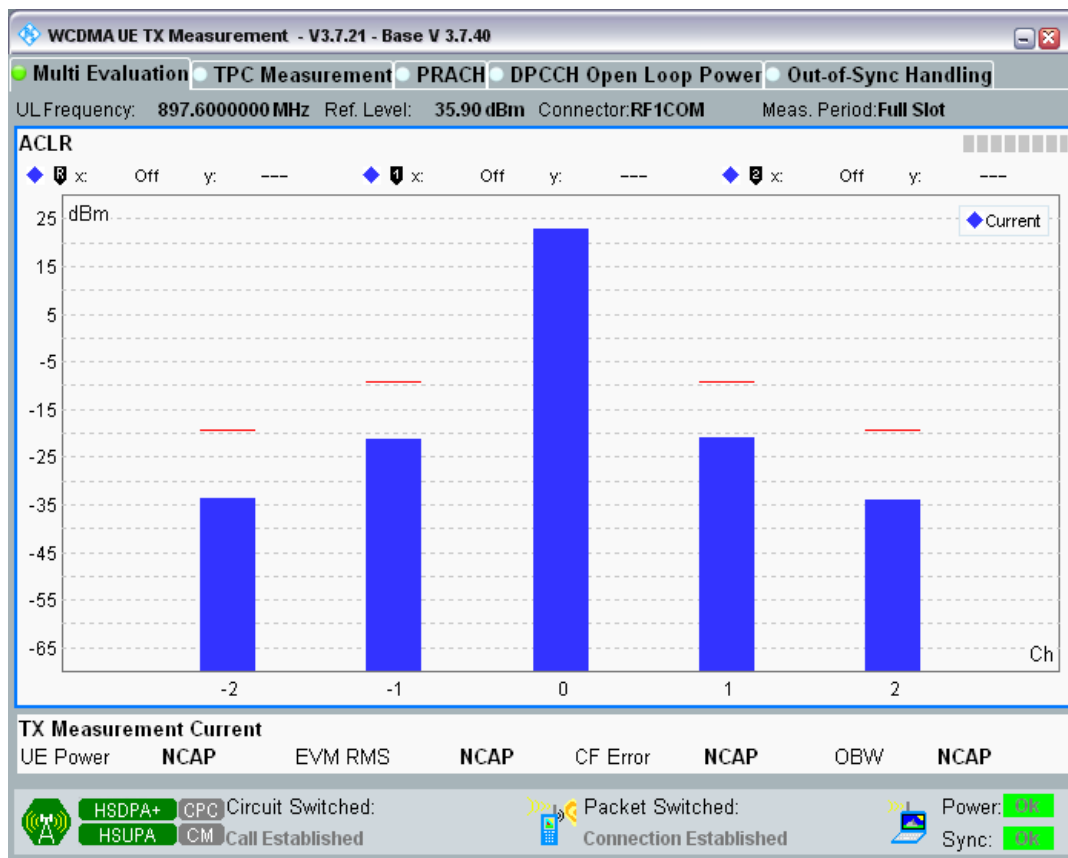 WCDMA UE TX Measurement - V3.7.21 - Base V 3.7.40
Multi Evaluation TPC Measurement PRACH DPCCH Open Loop Power Out-of-Sync Handling
UL Frequency: 897.6000000 MHz Ref. Level: 35.90 dBm Connector:RF1COM Meas. Period:Full Slot
ACLR
R x: Off y: --- 1 x: Off y: --- 2 x: Off y: ---
dBm
Current
25
15
5
-5
-15
-25
-35
-45
-55
-65
Ch
-2 -1 0 1 2
TX Measurement Current
UE Power NCAP EVM RMS NCAP CF Error NCAP OBW NCAP
HSDPA+ CPC Circuit Switched: Packet Switched: Power: OK
HSUPA CM Call Established Connection Established Sync: OK